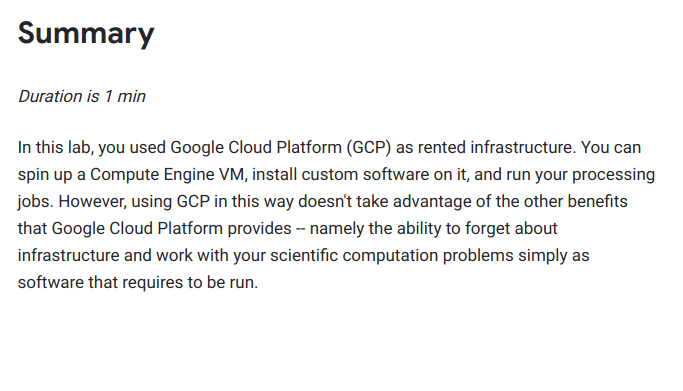 Summary
Duration is 1 min
In this lab, you used Google Cloud Platform (GCP) as rented infrastructure. You can
spin up a Compute Engine VM, install custom software on it, and run your processing
jobs. However, using GCP in this way doesn't take advantage of the other benefits
that Google Cloud Platform provides -- namely the ability to forget about
infrastructure and work with your scientific computation problems simply as
software that requires to be run.